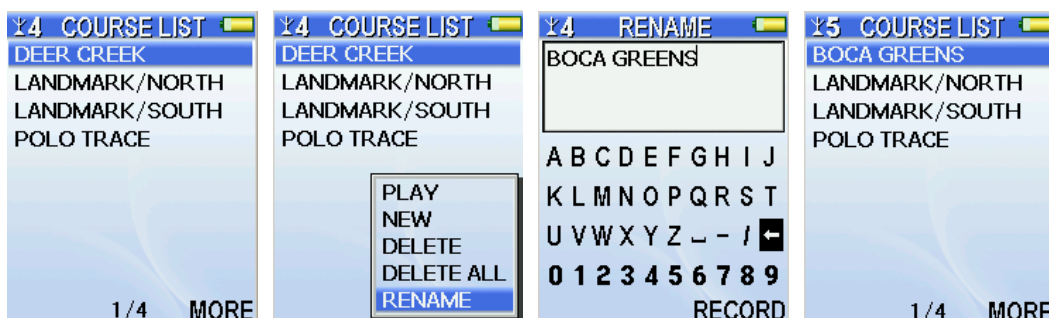 4 COURSE LIST
DEER CREEK
LANDMARK/NORTH
LANDMARK/SOUTH
POLO TRACE
1/4 MORE
4 COURSE LIST
DEER CREEK
LANDMARK/NORTH
LANDMARK/SOUTH
POLO TRACE
PLAY
NEW
DELETE
DELETE ALL
RENAME
4 RENAME
BOCA GREENS
A B C D E F G H I J
K L M N O P Q R S T
U V W X Y Z ⎵ - / ←
0 1 2 3 4 5 6 7 8 9
RECORD
5 COURSE LIST
BOCA GREENS
LANDMARK/NORTH
LANDMARK/SOUTH
POLO TRACE
1/4 MORE